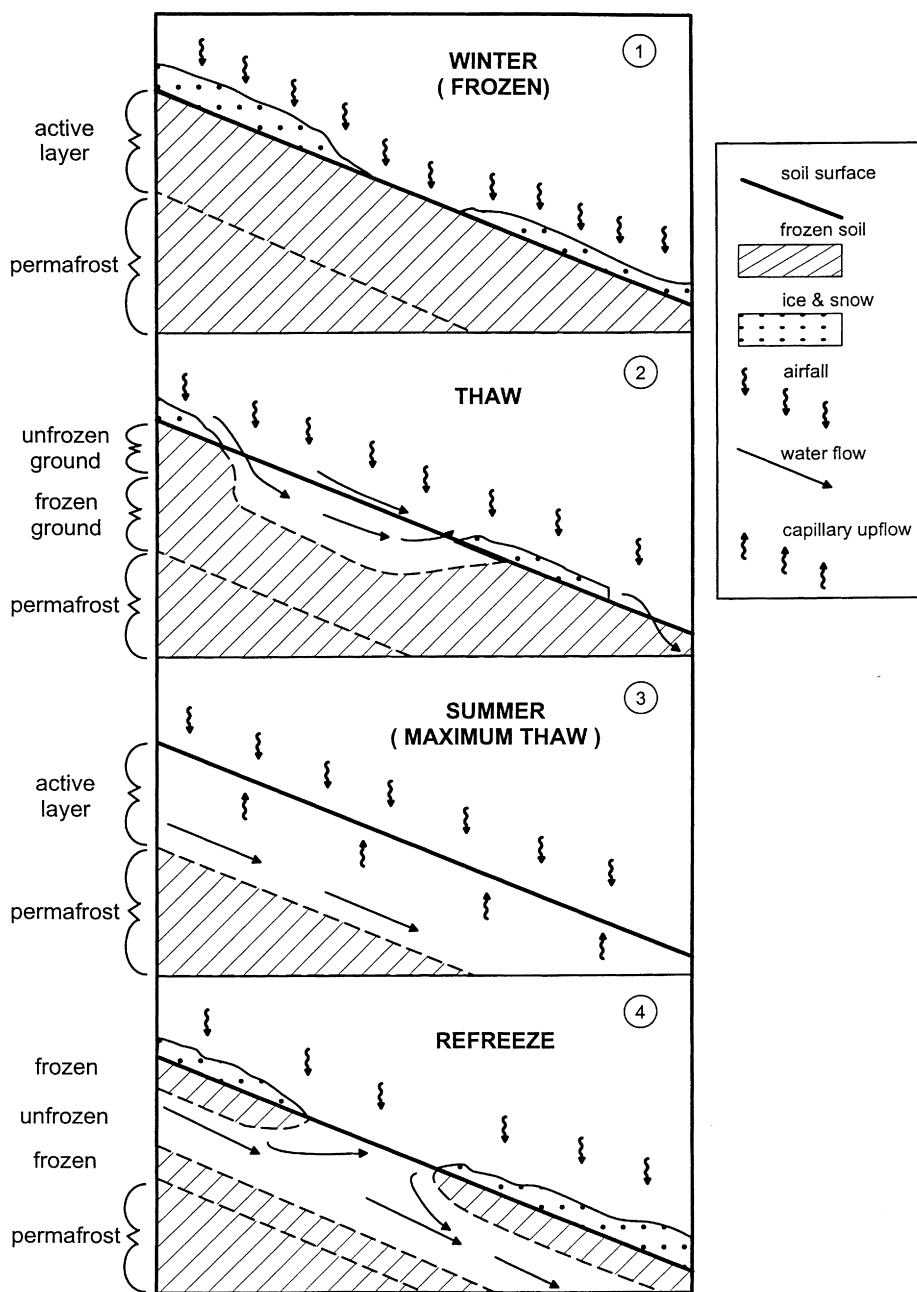 1
WINTER
( FROZEN)
active
layer
permafrost
soil surface
frozen soil
ice & snow
airfall
water flow
capillary upflow
2
THAW
unfrozen
ground
frozen
ground
permafrost
3
SUMMER
( MAXIMUM THAW )
active
layer
permafrost
4
REFREEZE
frozen
unfrozen
frozen
permafrost